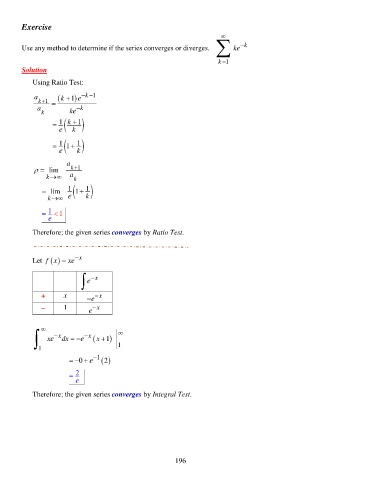 Exercise
Use any method to determine if the series converges or diverges. \sum_{k=1}^{\infty} ke^{-k}
Solution
Using Ratio Test:
\frac{a_{k+1}}{a_k} = \frac{(k+1)e^{-k-1}}{ke^{-k}}
= \frac{1}{e}\left(\frac{k+1}{k}\right)
= \frac{1}{e}\left(1+\frac{1}{k}\right)
\rho = \lim_{k\to\infty} \frac{a_{k+1}}{a_k}
= \lim_{k\to\infty} \frac{1}{e}\left(1+\frac{1}{k}\right)
= \frac{1}{e} < 1
Therefore; the given series converges by Ratio Test.
Let f(x) = xe^{-x}
\int e^{-x}
+ x -e^{-x}
− 1 e^{-x}
\int_1^{\infty} xe^{-x}dx = -e^{-x}(x+1)\Big|_1^{\infty}
= -0 + e^{-1}(2)
= \frac{2}{e}
Therefore; the given series converges by Integral Test.
196